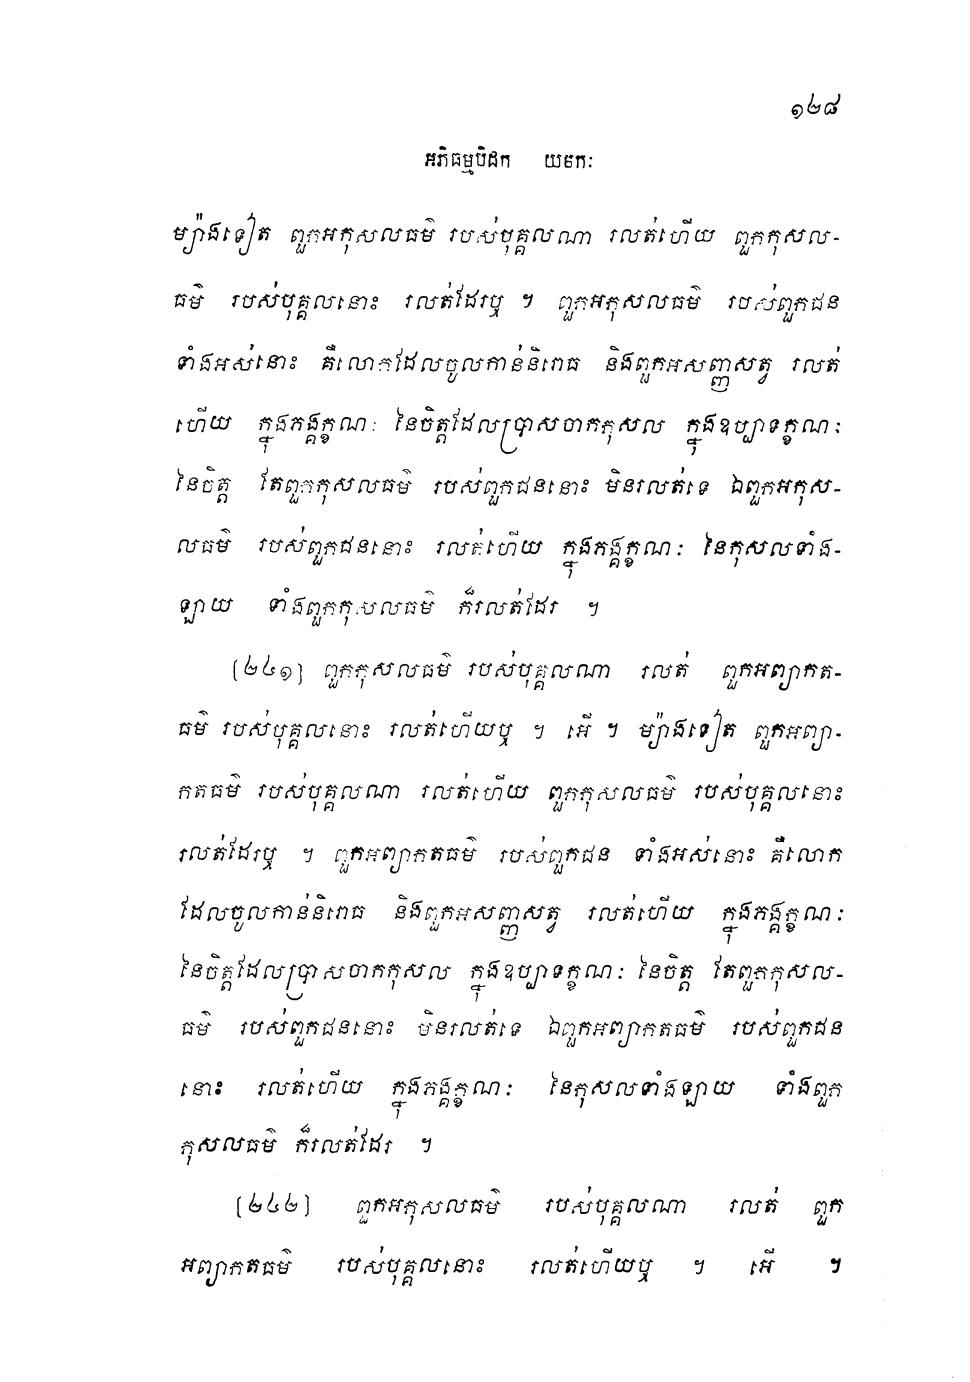 ១២៨
អភិធម្មបិដក យមកៈ
ម្យ៉ាងទៀត ពួកអកុសលធម៌ របស់បុគ្គលណា រលត់ហើយ ពួកកុសល-
ធម៌ របស់បុគ្គលនោះ រលត់ដែរឬ ។ ពួកអកុសលធម៌ របស់ពួកជន
ទាំងអស់នោះ គឺលោកដែលចូលកាន់និរោធ និងពួកអសញ្ញសត្វ រលត់
ហើយ ក្នុងភង្គក្ខណៈ នៃចិត្តដែលប្រាសចាកកុសល ក្នុងឧប្បាទក្ខណៈ
នៃចិត្ត តែពួកកុសលធម៌ របស់ពួកជននោះ មិនរលត់ទេ ឯពួកអកុស-
លធម៌ របស់ពួកជននោះ រលត់ហើយ ក្នុងភង្គក្ខណៈ នៃកុសលទាំង-
ឡាយ ទាំងពួកកុសលធម៌ ក៏រលត់ដែរ ។
[២៤១] ពួកកុសលធម៌ របស់បុគ្គលណា រលត់ ពួកអព្យាកត-
ធម៌ របស់បុគ្គលនោះ រលត់ហើយឬ ។ អើ ។ ម្យ៉ាងទៀត ពួកអព្យា-
កតធម៌ របស់បុគ្គលណា រលត់ហើយ ពួកកុសលធម៌ របស់បុគ្គលនោះ
រលត់ដែរឬ ។ ពួកអព្យាកតធម៌ របស់ពួកជន ទាំងអស់នោះ គឺលោក
ដែលចូលកាន់និរោធ និងពួកអសញ្ញសត្វ រលត់ហើយ ក្នុងភង្គក្ខណៈ
នៃចិត្តដែលប្រាសចាកកុសល ក្នុងឧប្បាទក្ខណៈ នៃចិត្ត តែពួកកុសល-
ធម៌ របស់ពួកជននោះ មិនរលត់ទេ ឯពួកអព្យាកតធម៌ របស់ពួកជន
នោះ រលត់ហើយ ក្នុងភង្គក្ខណៈ នៃកុសលទាំងឡាយ ទាំងពួក
កុសលធម៌ ក៏រលត់ដែរ ។
[២៤២] ពួកអកុសលធម៌ របស់បុគ្គលណា រលត់ ពួក
អព្យាកតធម៌ របស់បុគ្គលនោះ រលត់ហើយឬ ។ អើ ។